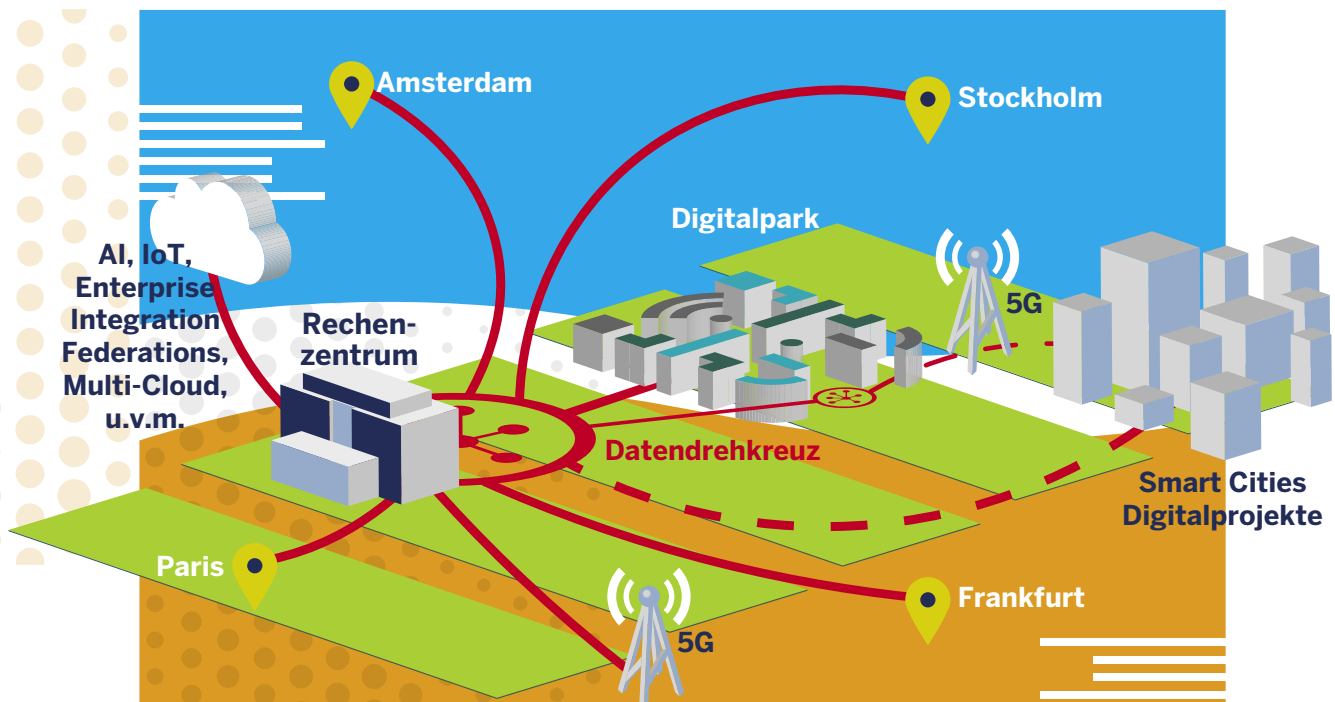 Amsterdam
Stockholm
Digitalpark
5G
AI, IoT,
Enterprise
Integration
Federations,
Multi-Cloud,
u.v.m.
Rechen-
zentrum
Datendrehkreuz
Smart Cities
Digitalprojekte
Paris
Frankfurt
5G